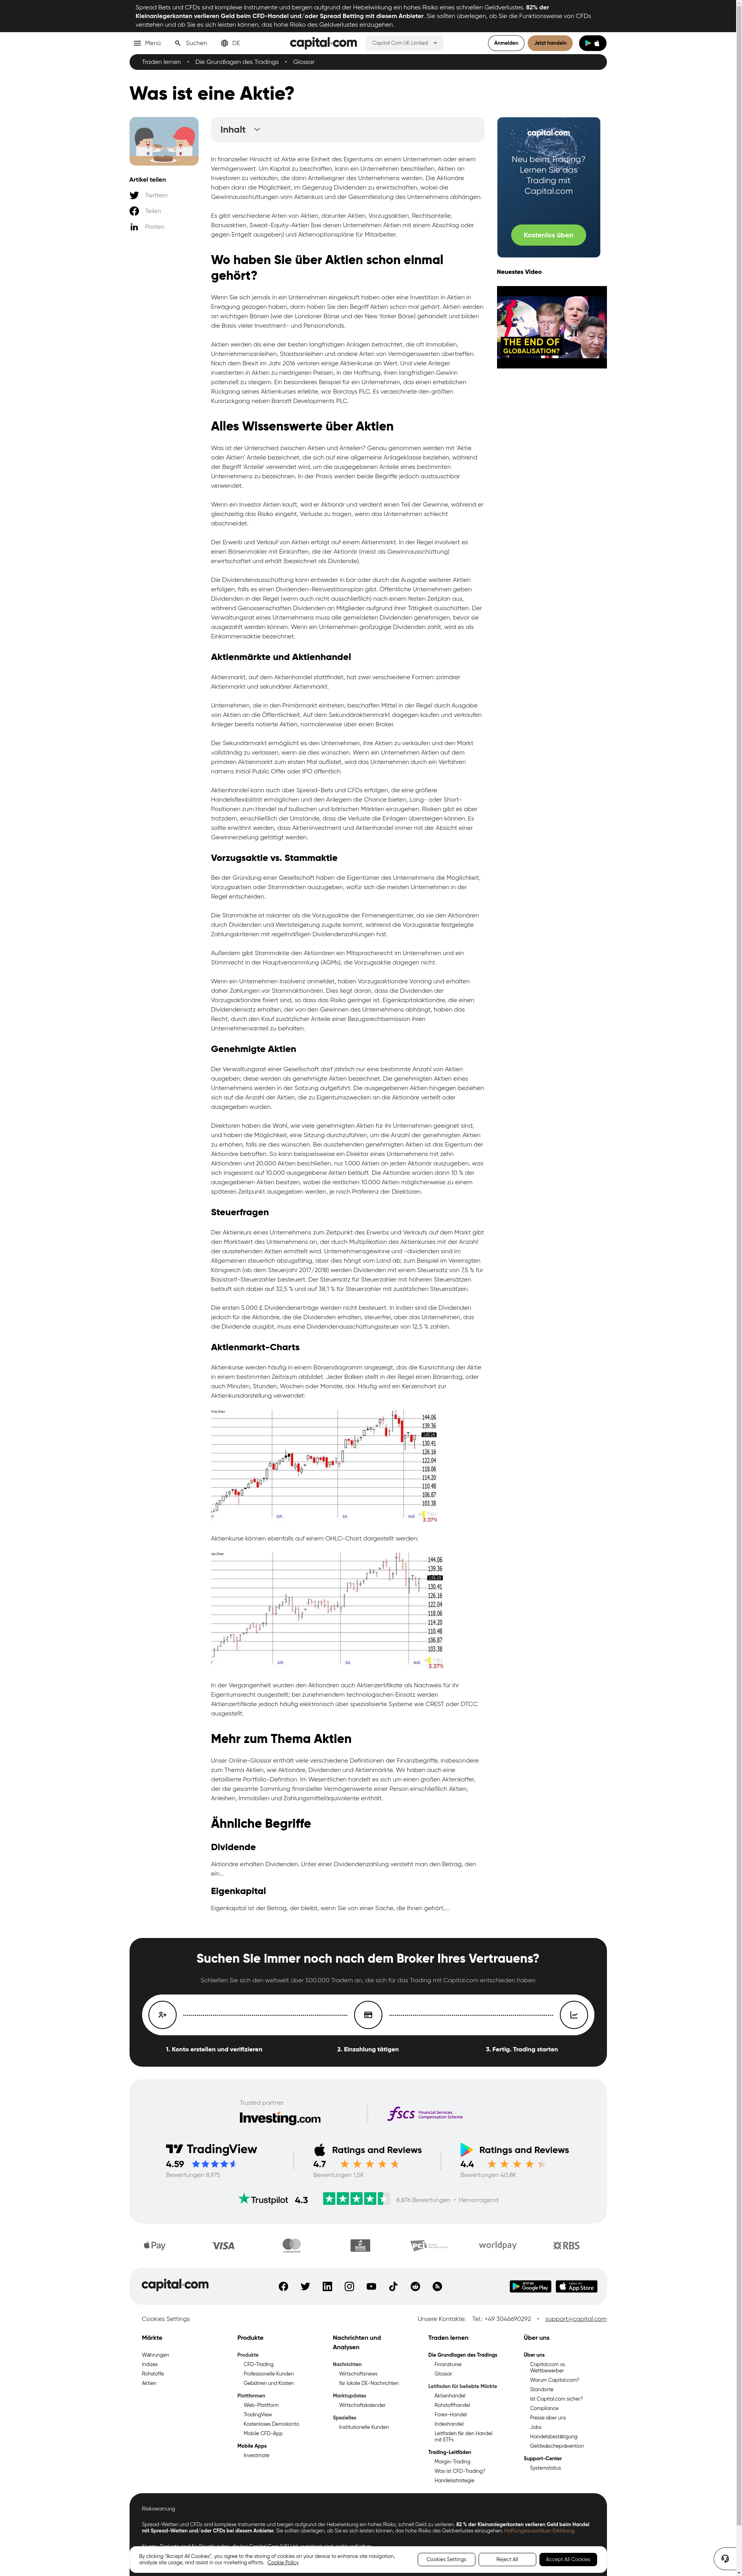 Spread Bets und CFDs sind komplexe Instrumente und bergen aufgrund der Hebelwirkung ein hohes Risiko eines schnellen Geldverlustes. 82% der
Kleinanlegerkonten verlieren Geld beim CFD-Handel und/oder Spread Betting mit diesem Anbieter. Sie sollten überlegen, ob Sie die Funktionsweise von CFDs
verstehen und ob Sie es sich leisten können, das hohe Risiko des Geldverlustes einzugehen.
Menü
Suchen
DE
capital.com
Capital Com UK Limited
Anmelden
Jetzt handeln
Traden lernen • Die Grundlagen des Tradings • Glossar
Was ist eine Aktie?
Artikel teilen
Twittern
Teilen
Posten
Inhalt
In finanzieller Hinsicht ist Aktie eine Einheit des Eigentums an einem Unternehmen oder einem
Vermögenswert. Um Kapital zu beschaffen, kann ein Unternehmen beschließen, Aktien an
Investoren zu verkaufen, die dann Anteilseigner des Unternehmens werden. Die Aktionäre
haben dann die Möglichkeit, im Gegenzug Dividenden zu erwirtschaften, wobei die
Gewinnausschüttungen vom Aktienkurs und der Gesamtleistung des Unternehmens abhängen.
Es gibt verschiedene Arten von Aktien, darunter Aktien, Vorzugsaktien, Rechtsanteile,
Bonusaktien, Sweat-Equity-Aktien (bei denen Unternehmen Aktien mit einem Abschlag oder
gegen Entgelt ausgeben) und Aktienoptionspläne für Mitarbeiter.
Wo haben Sie über Aktien schon einmal
gehört?
Wenn Sie sich jemals in ein Unternehmen eingekauft haben oder eine Investition in Aktien in
Erwägung gezogen haben, dann haben Sie den Begriff Aktien schon mal gehört. Aktien werden
an wichtigen Börsen (wie der Londoner Börse und der New Yorker Börse) gehandelt und bilden
die Basis vieler Investment- und Pensionsfonds.
Aktien werden als eine der besten langfristigen Anlagen betrachtet, die oft Immobilien,
Unternehmensanleihen, Staatsanleihen und andere Arten von Vermögenswerten übertreffen.
Nach dem Brexit im Jahr 2016 verloren einige Aktienkurse an Wert. Und viele Anleger
investierten in Aktien zu niedrigeren Preisen, in der Hoffnung, ihren langfristigen Gewinn
potenziell zu steigern. Ein besonderes Beispiel für ein Unternehmen, das einen erheblichen
Rückgang seines Aktienkurses erlebte, war Barclays PLC. Es verzeichnete den größten
Kursrückgang neben Barratt Developments PLC.
Alles Wissenswerte über Aktien
Was ist der Unterschied zwischen Aktien und Anteilen? Genau genommen werden mit 'Aktie
oder Aktien' Anteile bezeichnet, die sich auf eine allgemeine Anlageklasse beziehen, während
der Begriff 'Anteile' verwendet wird, um die ausgegebenen Anteile eines bestimmten
Unternehmens zu bezeichnen. In der Praxis werden beide Begriffe jedoch austauschbar
verwendet.
Wenn ein Investor Aktien kauft, wird er Aktionär und verdient einen Teil der Gewinne, während er
gleichzeitig das Risiko eingeht, Verluste zu tragen, wenn das Unternehmen schlecht
abschneidet.
Der Erwerb und Verkauf von Aktien erfolgt auf einem Aktienmarkt. In der Regel involviert es
einen Börsenmakler mit Einkünften, die der Aktionär (meist als Gewinnausschüttung)
erwirtschaftet und erhält (bezeichnet als Dividende).
Die Dividendenausschüttung kann entweder in bar oder durch die Ausgabe weiterer Aktien
erfolgen, falls es einen Dividenden-Reinvestitionsplan gibt. Öffentliche Unternehmen geben
Dividenden in der Regel (wenn auch nicht ausschließlich) nach einem festen Zeitplan aus,
während Genossenschaften Dividenden an Mitglieder aufgrund ihrer Tätigkeit ausschütten. Der
Verwaltungsrat eines Unternehmens muss alle gemeldeten Dividenden genehmigen, bevor sie
ausgezahlt werden können. Wenn ein Unternehmen großzügige Dividenden zahlt, wird es als
Einkommensaktie bezeichnet.
Aktienmärkte und Aktienhandel
Aktienmarkt, auf dem Aktienhandel stattfindet, hat zwei verschiedene Formen: primärer
Aktienmarkt und sekundärer Aktienmarkt.
Unternehmen, die in den Primärmarkt eintreten, beschaffen Mittel in der Regel durch Ausgabe
von Aktien an die Öffentlichkeit. Auf dem Sekundäraktienmarkt dagegen kaufen und verkaufen
Anleger bereits notierte Aktien, normalerweise über einen Broker.
Der Sekundärmarkt ermöglicht es den Unternehmen, ihre Aktien zu verkaufen und den Markt
vollständig zu verlassen, wenn sie dies wünschen. Wenn ein Unternehmen Aktien auf dem
primären Aktienmarkt zum ersten Mal auflistet, wird das Unternehmen durch ein Verfahren
namens Initial Public Offer oder IPO öffentlich.
Aktienhandel kann auch über Spread-Bets und CFDs erfolgen, die eine größere
Handelsflexibilität ermöglichen und Anlegern die Chance bieten, Long- oder Short-
Positionen zum Handel auf bullischen und bärischen Märkten einzugehen. Risiken gibt es aber
trotzdem, einschließlich der Umstände, dass die Verluste die Einlagen übersteigen können. Es
sollte erwähnt werden, dass Aktieninvestment und Aktienhandel immer mit der Absicht einer
Gewinnerzielung getätigt werden.
Vorzugsaktie vs. Stammaktie
Bei der Gründung einer Gesellschaft haben die Eigentümer des Unternehmens die Möglichkeit,
Vorzugsaktien oder Stammaktien auszugeben, wofür sich die meisten Unternehmen in der
Regel entscheiden.
Die Stammaktie ist riskanter als die Vorzugsaktie der Firmeneigentümer, da sie den Aktionären
durch Dividenden und Wertsteigerung zugute kommt, während die Vorzugsaktie festgelegte
Zahlungskriterien mit regelmäßigen Dividendenzahlungen hat.
Außerdem gibt Stammaktie den Aktionären ein Mitspracherecht im Unternehmen und ein
Stimmrecht in der Hauptversammlung (AGMs), die Vorzugsaktie dagegen nicht.
Wenn ein Unternehmen Insolvenz anmeldet, haben Vorzugsaktionäre Vorrang und erhalten
daher Zahlungen vor Stammaktionären. Dies liegt daran, dass die Dividenden der
Vorzugsaktionäre fixiert sind, so dass das Risiko geringer ist. Eigenkapitalaktionäre, die einen
Dividendensatz erhalten, der von den Gewinnen des Unternehmens abhängt, haben das
Recht, durch den Kauf zusätzlicher Anteile einer Bezugsrechtsemission ihren
Unternehmensanteil zu behalten.
Genehmigte Aktien
Der Verwaltungsrat einer Gesellschaft darf jährlich nur eine bestimmte Anzahl von Aktien
ausgeben; diese werden als genehmigte Aktien bezeichnet. Die genehmigten Aktien eines
Unternehmens werden in der Satzung aufgeführt. Die ausgegebenen Aktien hingegen beziehen
sich auf die Anzahl der Aktien, die zu Eigentumszwecken an die Aktionäre verteilt oder
ausgegeben wurden.
Direktoren haben die Wahl, wie viele genehmigten Aktien für ihr Unternehmen geeignet sind,
und haben die Möglichkeit, eine Sitzung durchzuführen, um die Anzahl der genehmigten Aktien
zu erhöhen, falls sie dies wünschen. Bei ausstehenden genehmigten Aktien ist das Eigentum der
Aktionäre betroffen. So kann beispielsweise ein Direktor eines Unternehmens mit zehn
Aktionären und 20.000 Aktien beschließen, nur 1.000 Aktien an jeden Aktionär auszugeben, was
sich insgesamt auf 10.000 ausgegebene Aktien beläuft. Die Aktionäre würden dann 10 % der
ausgegebenen Aktien besitzen, wobei die restlichen 10.000 Aktien möglicherweise zu einem
späteren Zeitpunkt ausgegeben werden, je nach Präferenz der Direktoren.
Steuerfragen
Der Aktienkurs eines Unternehmens zum Zeitpunkt des Erwerbs und Verkaufs auf dem Markt gibt
den Marktwert des Unternehmens an, der durch Multiplikation des Aktienkurses mit der Anzahl
der ausstehenden Aktien ermittelt wird. Unternehmensgewinne und -dividenden sind im
Allgemeinen steuerlich abzugsfähig, aber dies hängt vom Land ab; zum Beispiel im Vereinigten
Königreich (ab dem Steuerjahr 2017/2018) werden Dividenden mit einem Steuersatz von 7,5 % für
Basistarif-Steuerzahler besteuert. Der Steuersatz für Steuerzahler mit höheren Steuersätzen
beläuft sich dabei auf 32,5 % und auf 38,1 % für Steuerzahler mit zusätzlichen Steuersätzen.
Die ersten 5.000 £ Dividendenerträge werden nicht besteuert. In Indien sind die Dividenden
jedoch für die Aktionäre, die die Dividenden erhalten, steuerfrei, aber das Unternehmen, das
die Dividende ausgibt, muss eine Dividendenausschüttungssteuer von 12,5 % zahlen.
Aktienmarkt-Charts
Aktienkurse werden häufig in einem Börsendiagramm angezeigt, das die Kursrichtung der Aktie
in einem bestimmten Zeitraum abbildet. Jeder Balken stellt in der Regel einen Börsentag, oder
auch Minuten, Stunden, Wochen oder Monate, dar. Häufig wird ein Kerzenchart zur
Aktienkursdarstellung verwendet:
144.06
139.36
130.41
126.16
122.04
118.06
114.20
110.48
106.87
103.38
JUN
JUL
AUG
3.37%
Aktienkurse können ebenfalls auf einem OHLC-Chart dargestellt werden:
144.06
139.36
130.41
126.16
122.04
118.06
114.20
110.48
106.87
103.38
JUN
JUL
AUG
3.37%
In der Vergangenheit wurden den Aktionären auch Aktienzertifikate als Nachweis für ihr
Eigentumsrecht ausgestellt; bei zunehmendem technologischen Einsatz werden
Aktienzertifikate jedoch häufig elektronisch über spezialisierte Systeme wie CREST oder DTCC
ausgestellt.
Mehr zum Thema Aktien
Unser Online-Glossar enthält viele verschiedene Definitionen der Finanzbegriffe, insbesondere
zum Thema Aktien, wie Aktionäre, Dividenden und Aktienmärkte. Wir haben auch eine
detaillierte Portfolio-Definition. Im Wesentlichen handelt es sich um einen großen Aktenkoffer,
der die gesamte Sammlung finanzieller Vermögenswerte einer Person einschließlich Aktien,
Anleihen, Immobilien und Zahlungsmitteläquivalente enthält.
Ähnliche Begriffe
Dividende
Aktionäre erhalten Dividenden. Unter einer Dividendenzahlung versteht man den Betrag, den
ein...
Eigenkapital
Eigenkapital ist der Betrag, der bleibt, wenn Sie von einer Sache, die Ihnen gehört,...
capital.com
Neu beim Trading?
Lernen Sie das
Trading mit
Capital.com
Kostenlos üben
Neuestes Video
THE END OF
GLOBALISATION?
Suchen Sie immer noch nach dem Broker Ihres Vertrauens?
Schließen Sie sich den weltweit über 500.000 Tradern an, die sich für das Trading mit Capital.com entschieden haben
1. Konto erstellen und verifizieren
2. Einzahlung tätigen
3. Fertig. Trading starten
Trusted partner
Investing.com
fscs Financial Services
Compensation Scheme
TradingView
4.59
Bewertungen 8,975
Ratings and Reviews
4.7
Bewertungen 1,5K
Ratings and Reviews
4.4
Bewertungen 40,8K
Trustpilot 4.3
8,876 Bewertungen • Hervorragend
Pay
VISA
worldpay
RBS
capital.com
Google Play
App Store
Cookies Settings
Unsere Kontakte: Tel.: +49 3046690292 • support@capital.com
Märkte
Währungen
Indizes
Rohstoffe
Aktien
Produkte
Produkte
CFD-Trading
Professionelle Kunden
Gebühren und Kosten
Plattformen
Web-Plattform
TradingView
Kostenloses Demokonto
Mobile CFD-App
Mobile Apps
Investmate
Nachrichten und
Analysen
Nachrichten
Wirtschaftsnews
für lokale DE-Nachrichten
Marktupdates
Wirtschaftskalender
Spezielles
Institutionelle Kunden
Traden lernen
Die Grundlagen des Tradings
Finanzkurse
Glossar
Leitfaden für beliebte Märkte
Aktienhandel
Rohstoffhandel
Forex-Handel
Indexhandel
Leitfaden für den Handel
mit ETFs
Trading-Leitfäden
Margin-Trading
Was ist CFD-Trading?
Handelsstrategie
Über uns
Über uns
Capital.com vs.
Wettbewerber
Warum Capital.com?
Standorte
Ist Capital.com sicher?
Compliance
Presse über uns
Jobs
Handelsbestätigung
Geldwäscheprävention
Support-Center
Systemstatus
Risikowarnung
Spread-Wetten und CFDs sind komplexe Instrumente und bergen aufgrund der Hebelwirkung ein hohes Risiko, schnell Geld zu verlieren. 82 % der Kleinanlegerkonten verlieren Geld beim Handel
mit Spread-Wetten und/oder CFDs bei diesem Anbieter. Sie sollten überlegen, ob Sie es sich leisten können, das hohe Risiko des Geldverlustes einzugehen. Haftungsausschluss-Erklärung
By clicking "Accept All Cookies", you agree to the storing of cookies on your device to enhance site navigation,
analyze site usage, and assist in our marketing efforts. Cookie Policy
Cookies Settings
Reject All
Accept All Cookies